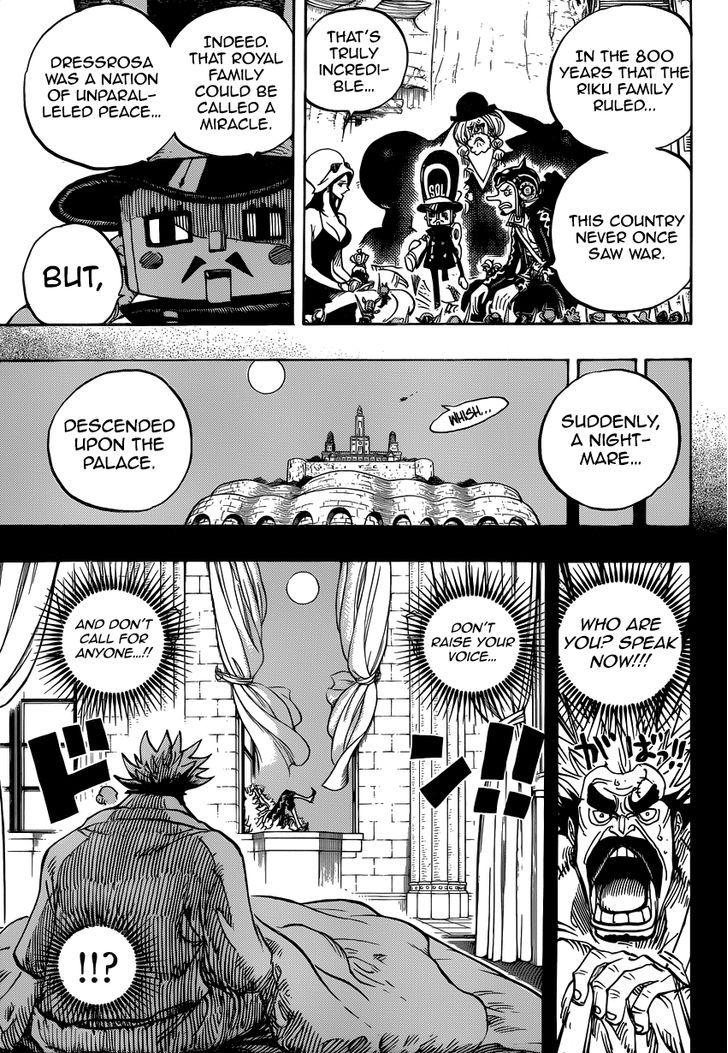 IN THE 800
YEARS THAT THE
RIKU FAMILY
RULED...
THIS COUNTRY
NEVER ONCE
SAW WAR.
THAT'S
TRULY
INCREDI-
BLE...
SOL
INDEED.
THAT ROYAL
FAMILY
COULD BE
CALLED A
MIRACLE.
DRESSROSA
WAS A NATION
OF UNPARAL-
LELED PEACE...
BUT,
SUDDENLY,
A NIGHT-
MARE...
WHISH...
DESCENDED
UPON THE
PALACE.
WHO ARE
YOU? SPEAK
NOW!!!
がばっ!!
DON'T
RAISE YOUR
VOICE...
AND DON'T
CALL FOR
ANYONE...!!
ドン!!
!!?